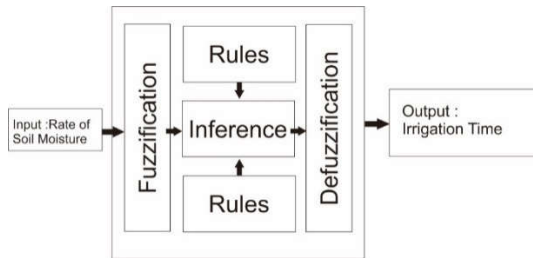 Input :Rate of
Soil Moisture
Fuzzification
Rules
Inference
Rules
Defuzzification
Output :
Irrigation Time